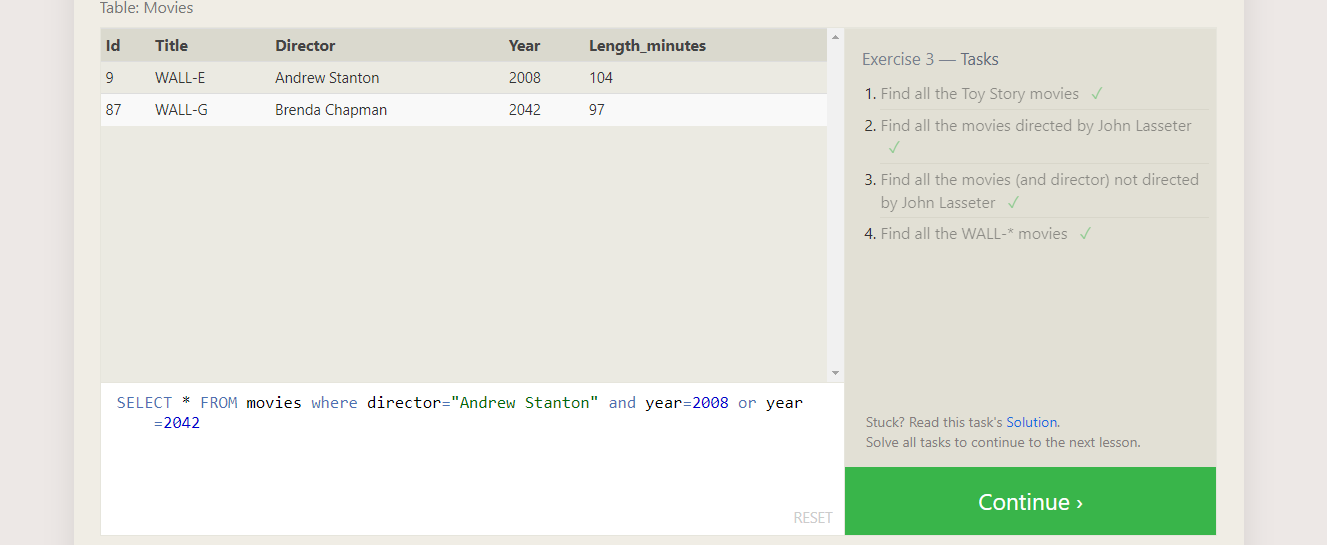 Table: Movies
Id Title Director Year Length_minutes
9 WALL-E Andrew Stanton 2008 104
87 WALL-G Brenda Chapman 2042 97
SELECT * FROM movies where director="Andrew Stanton" and year=2008 or year
=2042
RESET
Exercise 3 — Tasks
1. Find all the Toy Story movies ✓
2. Find all the movies directed by John Lasseter
✓
3. Find all the movies (and director) not directed
by John Lasseter ✓
4. Find all the WALL-* movies ✓
Stuck? Read this task's Solution.
Solve all tasks to continue to the next lesson.
Continue ›